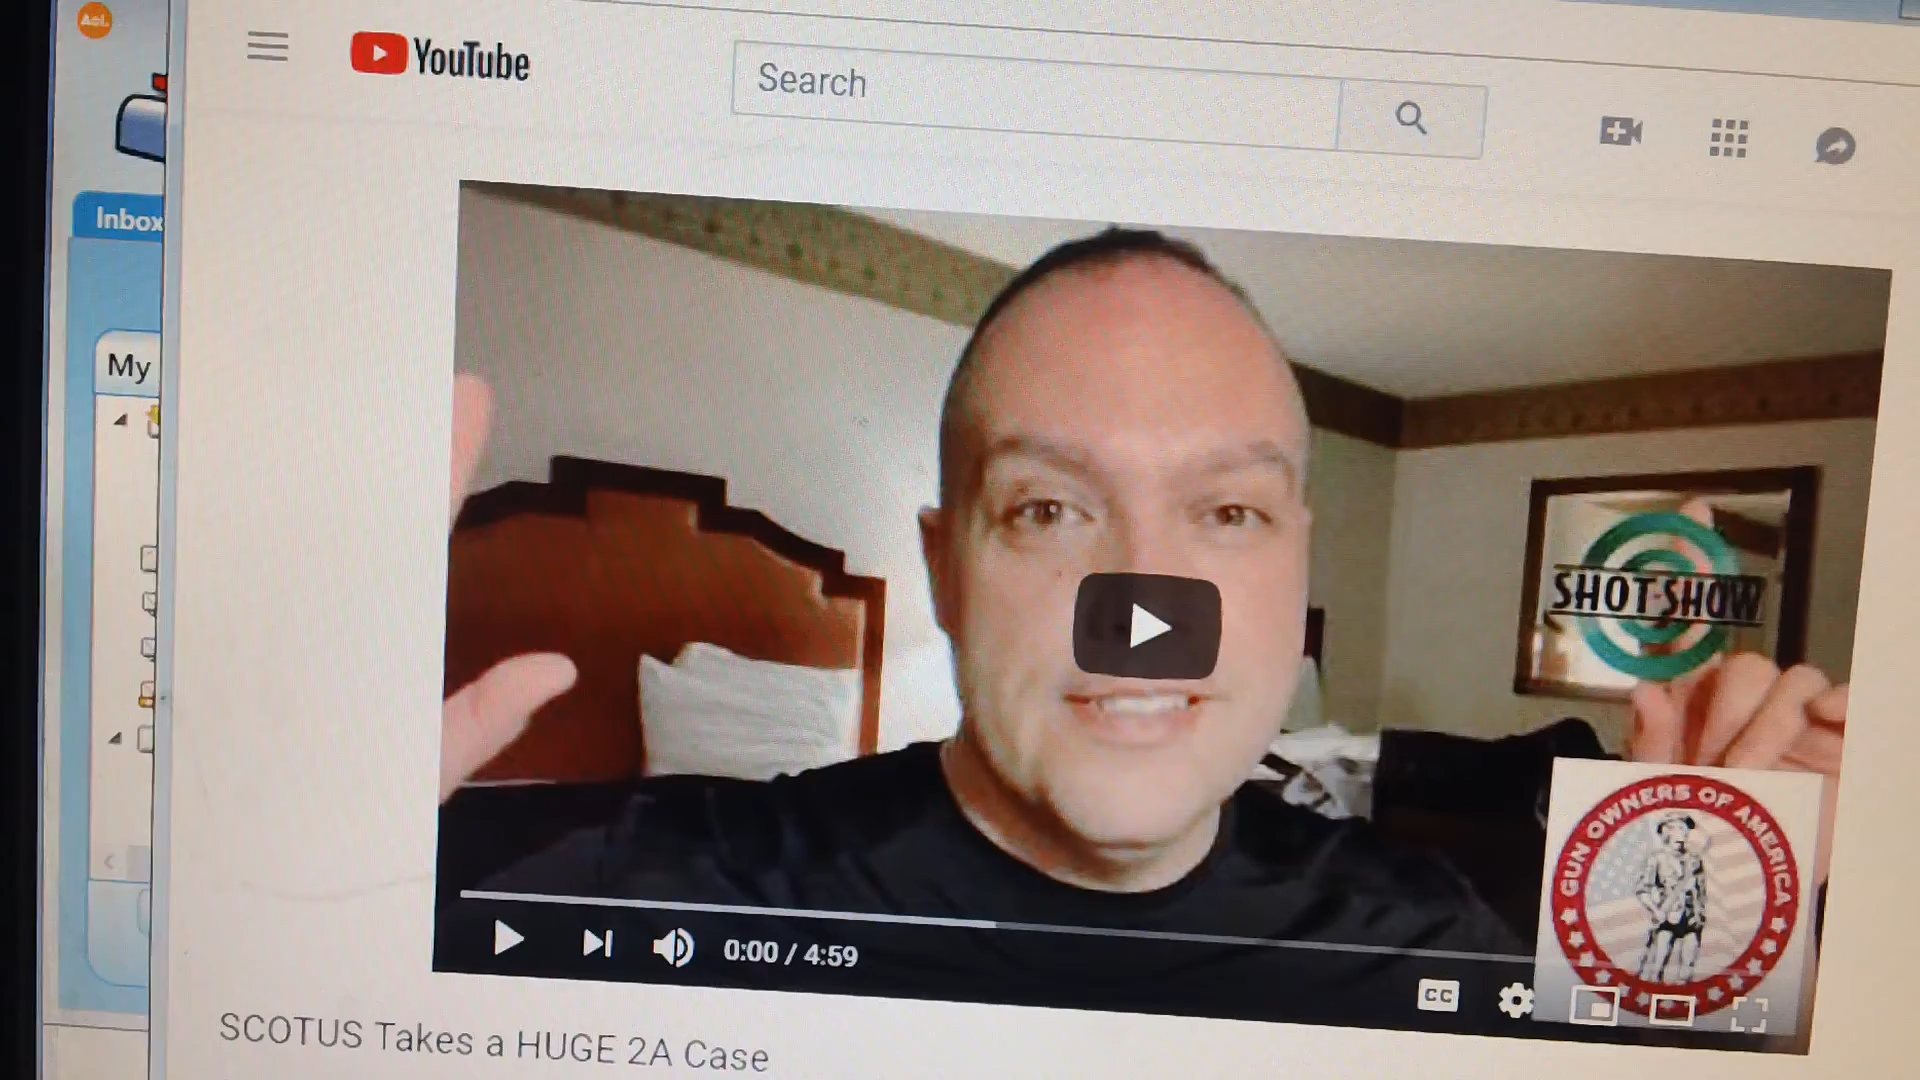 Aol.
YouTube
Search
Inbox
My
SHOT SHOW
GUN OWNERS OF AMERICA
0:00 / 4:59
CC
SCOTUS Takes a HUGE 2A Case